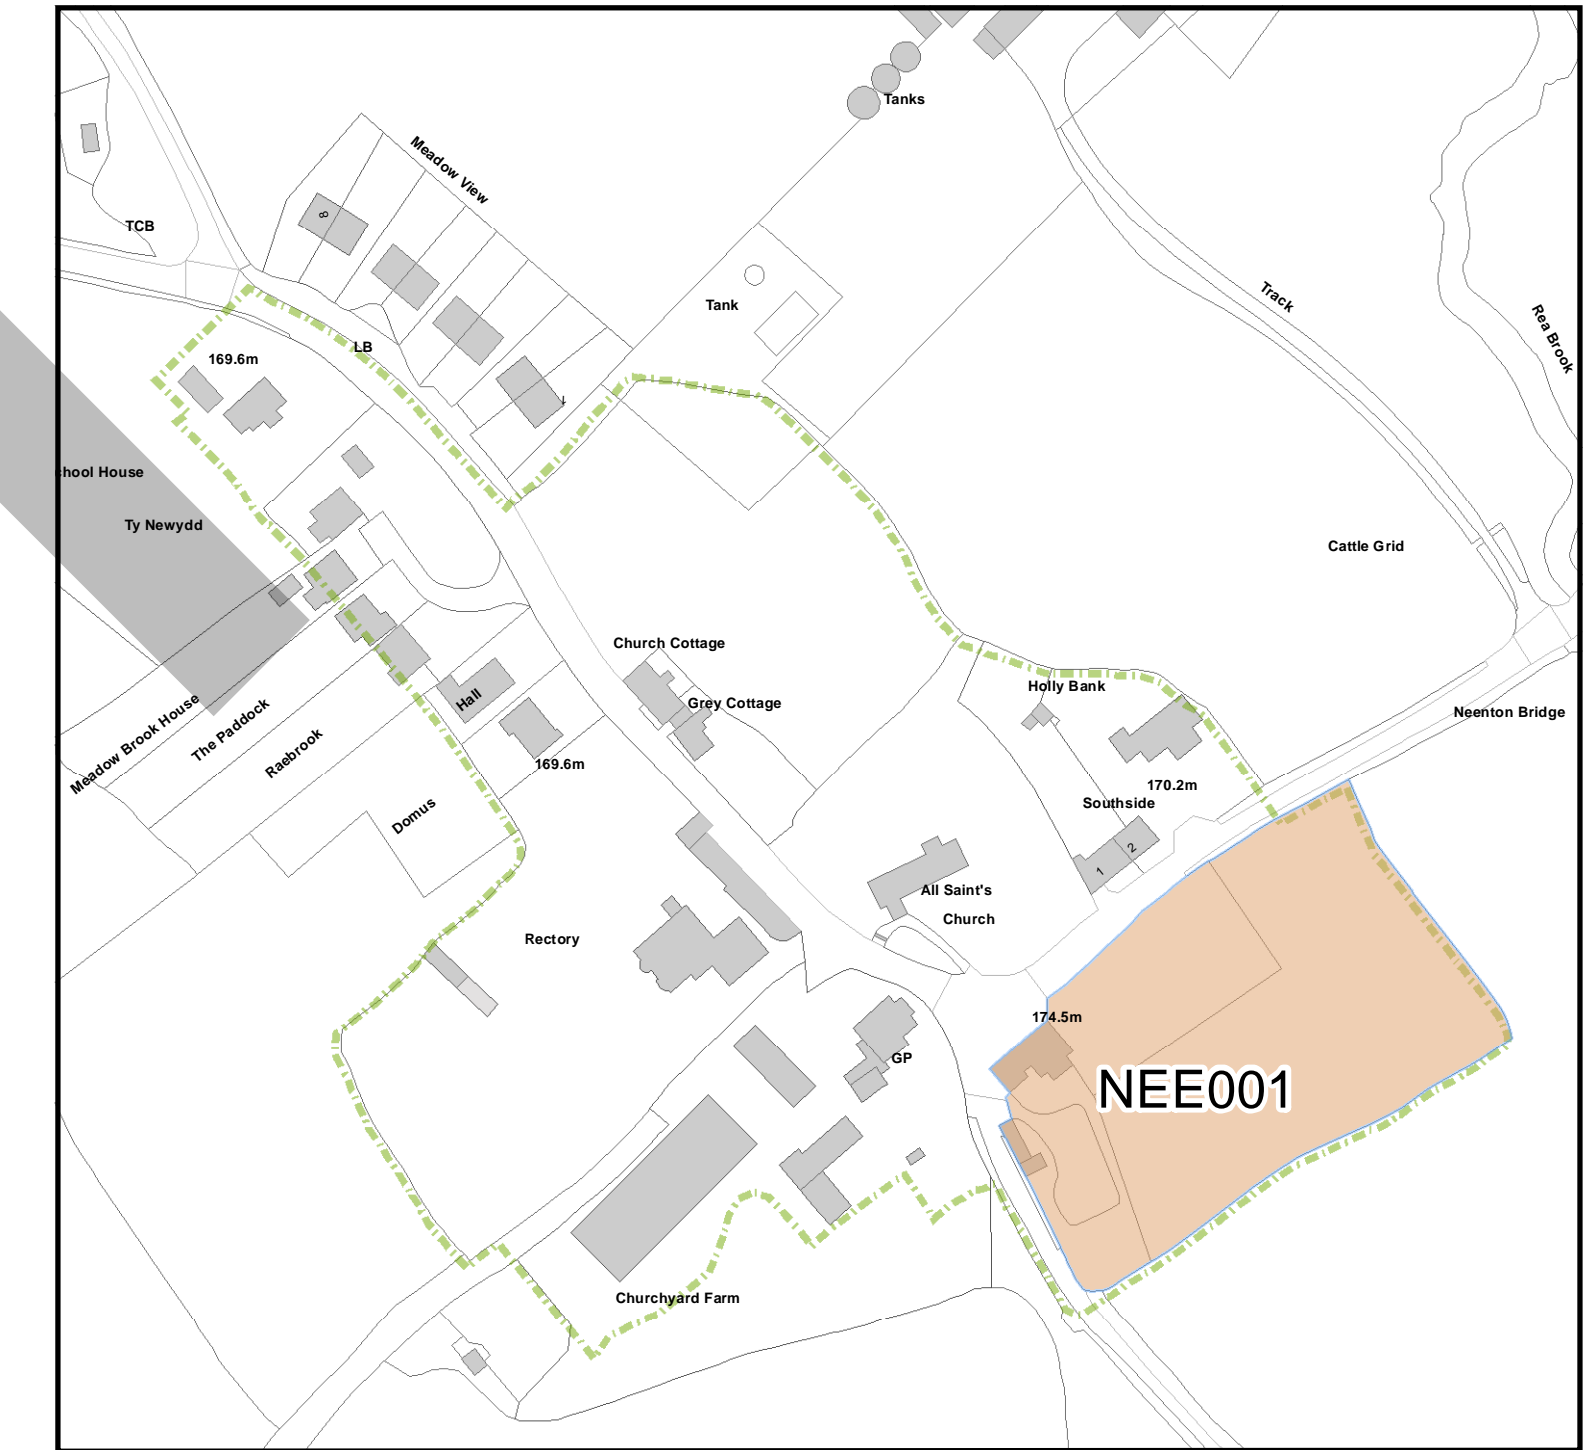 Tanks
Meadow View
8
TCB
Track
Tank
Rea Brook
LB
169.6m
1
chool House
Ty Newydd
Cattle Grid
Church Cottage
Holly Bank
Grey Cottage
Hall
Neenton Bridge
Meadow Brook House
The Paddock
Raebrook
169.6m
170.2m
Southside
Domus
2
1
All Saint's
Church
Rectory
174.5m
GP
NEE001
Churchyard Farm